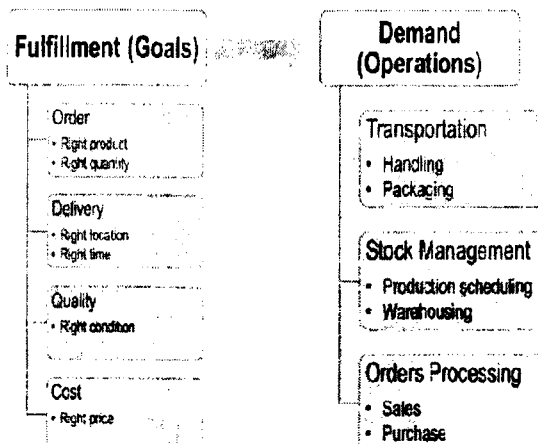 Fulfillment (Goals)
Order
• Right product
• Right quantity
Delivery
• Right location
• Right time
Quality
• Right condition
Cost
• Right price
Demand
(Operations)
Transportation
• Handling
• Packaging
Stock Management
• Production scheduling
• Warehousing
Orders Processing
• Sales
• Purchase